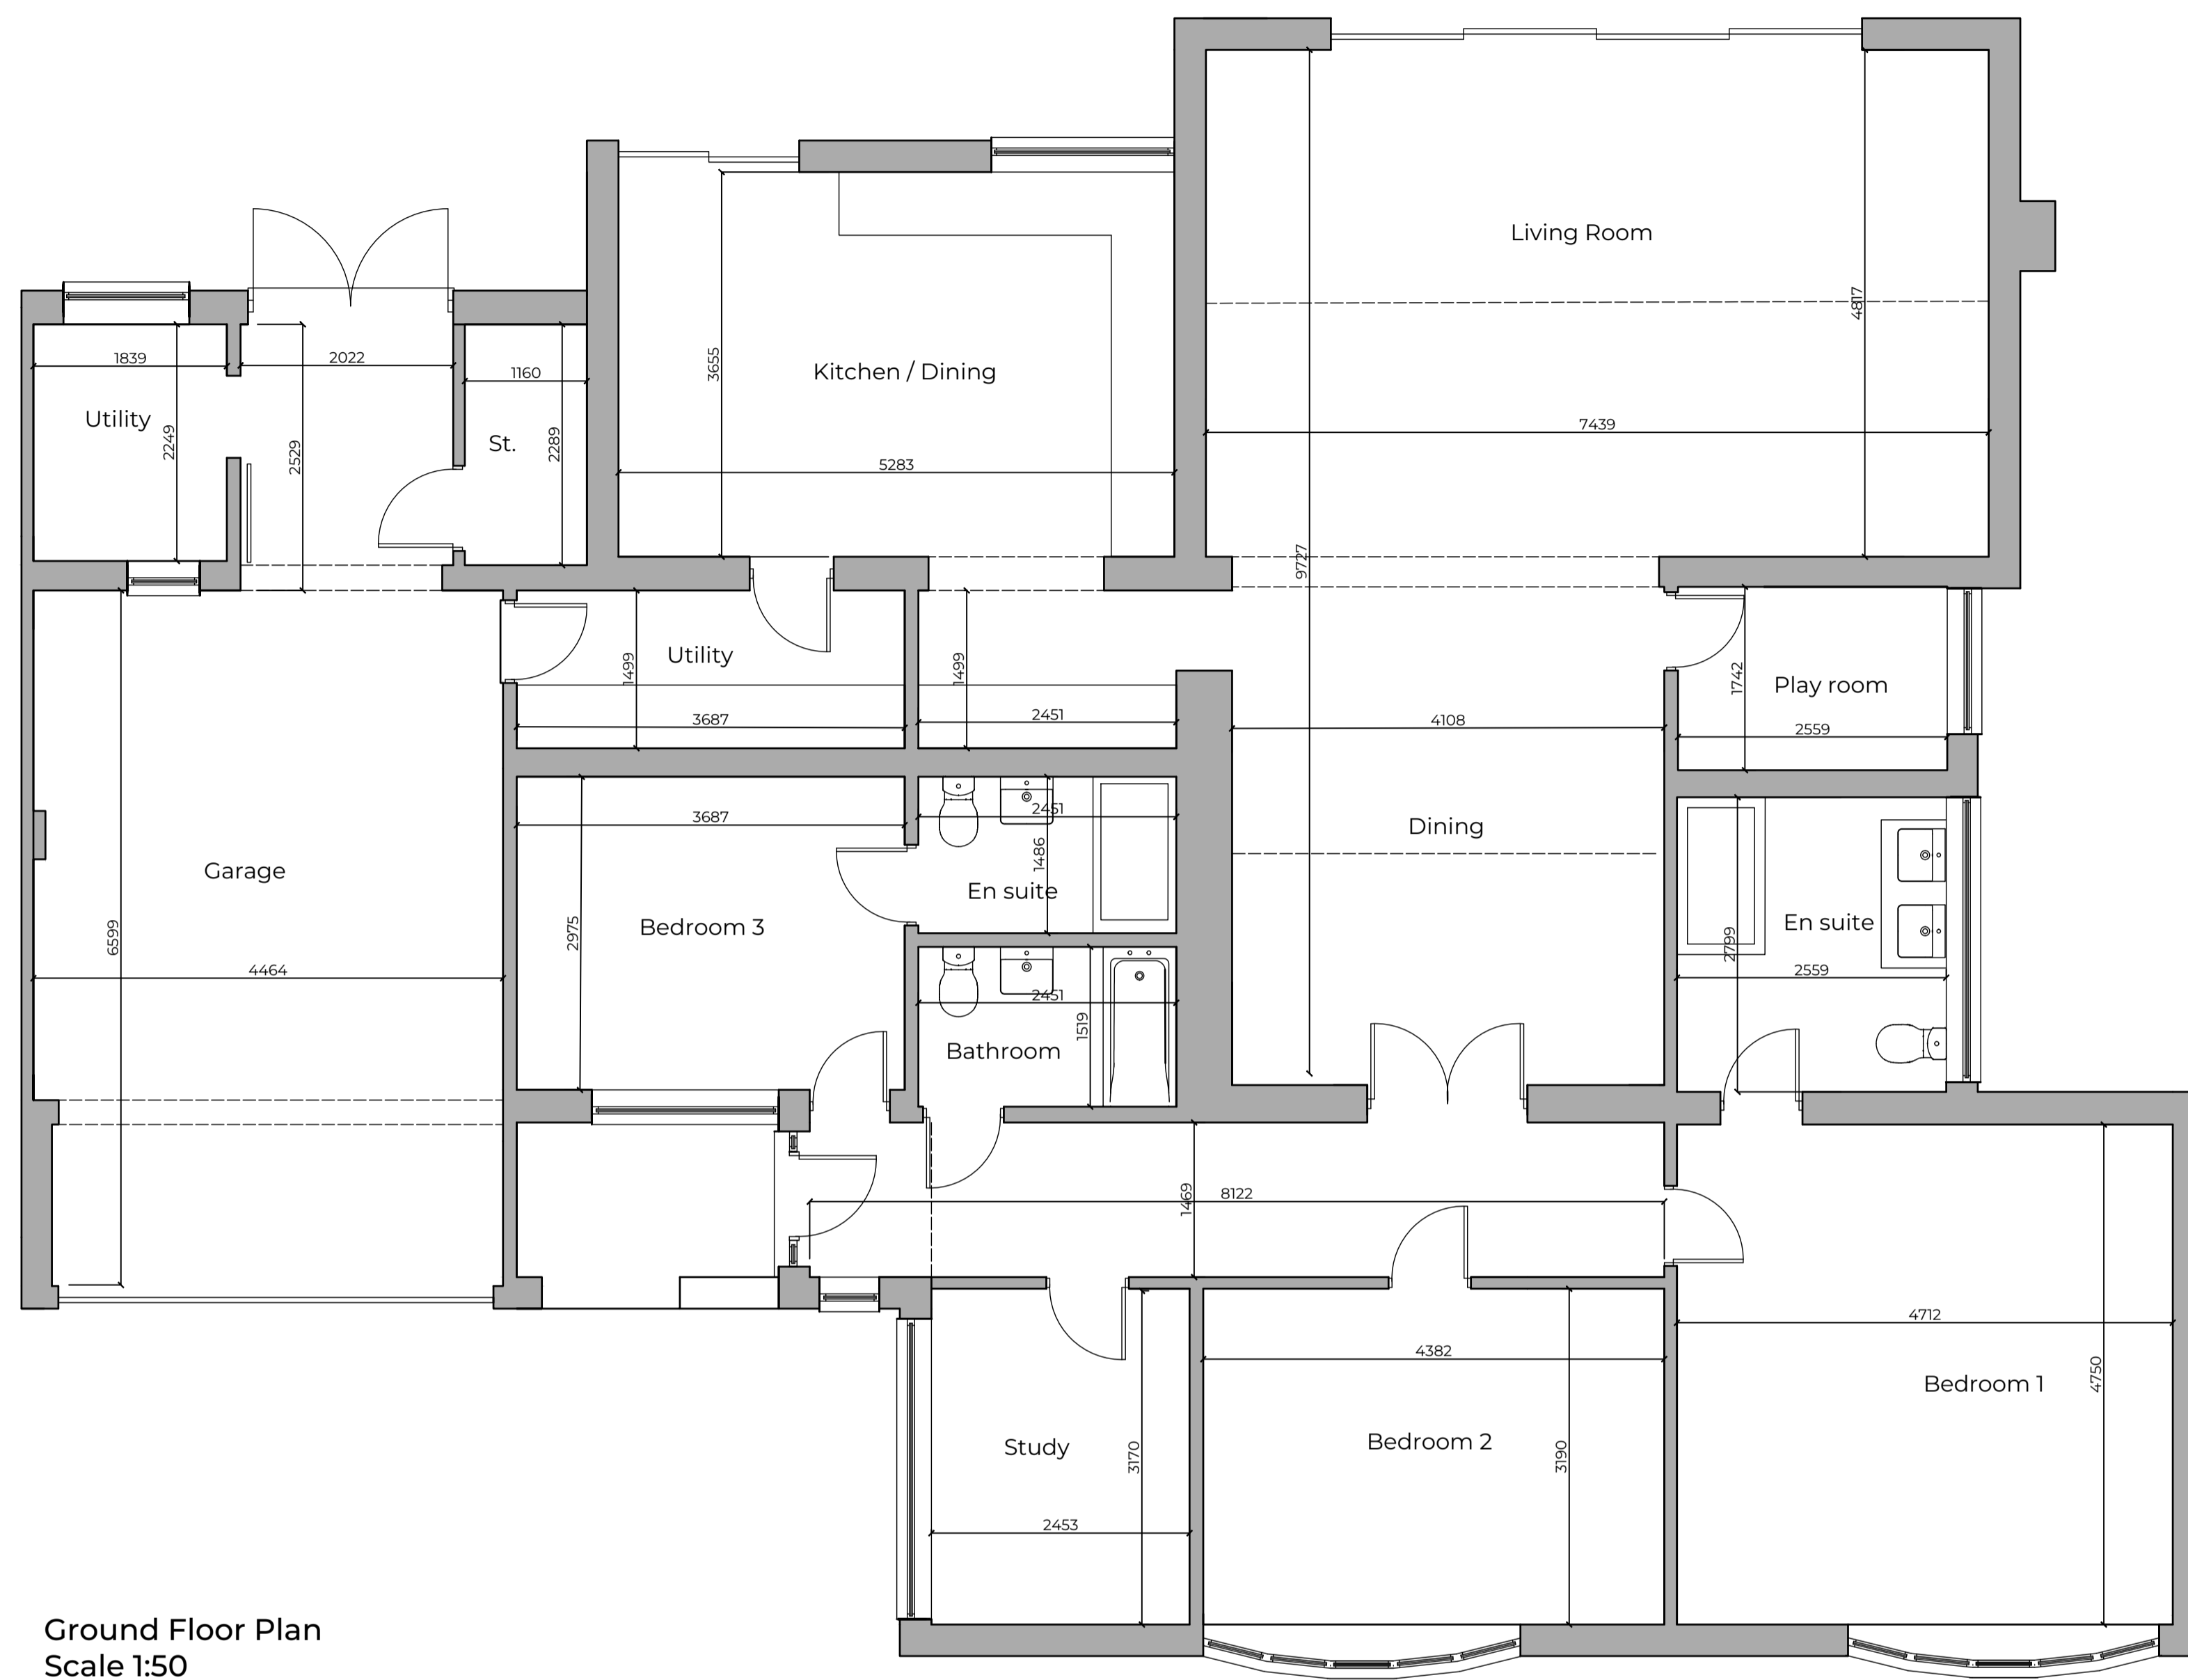 Living Room
4817
3655
Kitchen / Dining
1839
2022
1160
Utility
2249
2529
St.
2289
7439
5283
9727
1499
Utility
3687
1499
2451
4108
1742
Play room
2559
3687
2451
1486
Dining
Garage
6599
4464
2975
Bedroom 3
En suite
En suite
2799
2559
2451
1519
Bathroom
1469
8122
4712
4382
Bedroom 1
4750
Study
3170
Bedroom 2
3190
2453
Ground Floor Plan
Scale 1:50